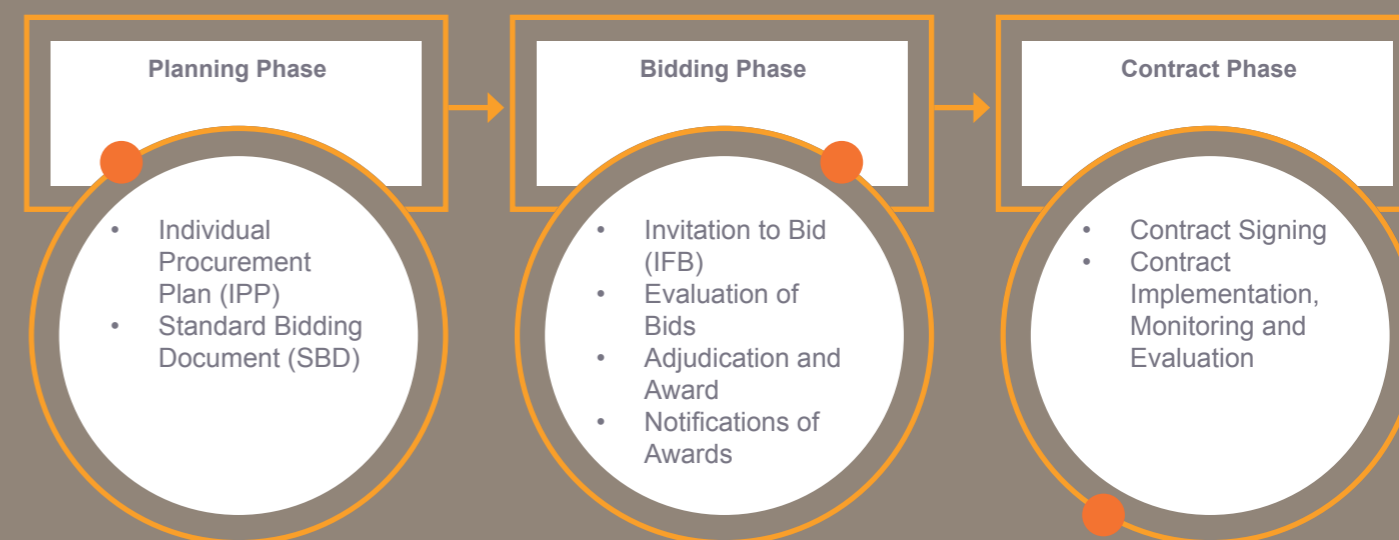 Planning Phase
• Individual
Procurement
Plan (IPP)
• Standard Bidding
Document (SBD)
Bidding Phase
• Invitation to Bid
(IFB)
• Evaluation of
Bids
• Adjudication and
Award
• Notifications of
Awards
Contract Phase
• Contract Signing
• Contract
Implementation,
Monitoring and
Evaluation